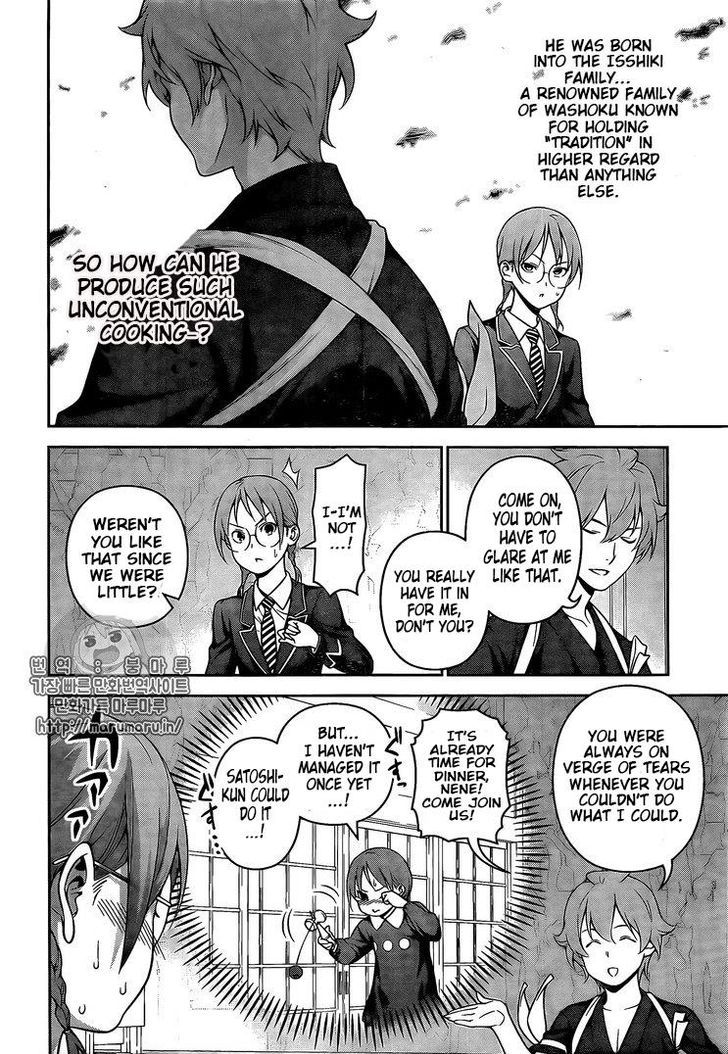 HE WAS BORN
INTO THE ISSHIKI
FAMILY...
A RENOWNED FAMILY
OF WASHOKU KNOWN
FOR HOLDING
"TRADITION" IN
HIGHER REGARD
THAN ANYTHING
ELSE.
SO HOW CAN HE
PRODUCE SUCH
UNCONVENTIONAL
COOKING-?
COME ON,
YOU DON'T
HAVE TO
GLARE AT ME
LIKE THAT.
YOU REALLY
HAVE IT IN
FOR ME,
DON'T YOU?
I-I'M
NOT
...!
WEREN'T
YOU LIKE
THAT SINCE
WE WERE
LITTLE?
YOU WERE
ALWAYS ON
VERGE OF TEARS
WHENEVER YOU
COULDN'T DO
WHAT I COULD.
IT'S
ALREADY
TIME FOR
DINNER,
NENE!
COME JOIN
US!
BUT...
I HAVEN'T
MANAGED IT
ONCE YET
...!
SATOSHI-
KUN COULD
DO IT
...!
カァァ
번역 : 봉마루
가장 빠른 만화번역사이트
만화가득 마루마루
http://marumaru.in/